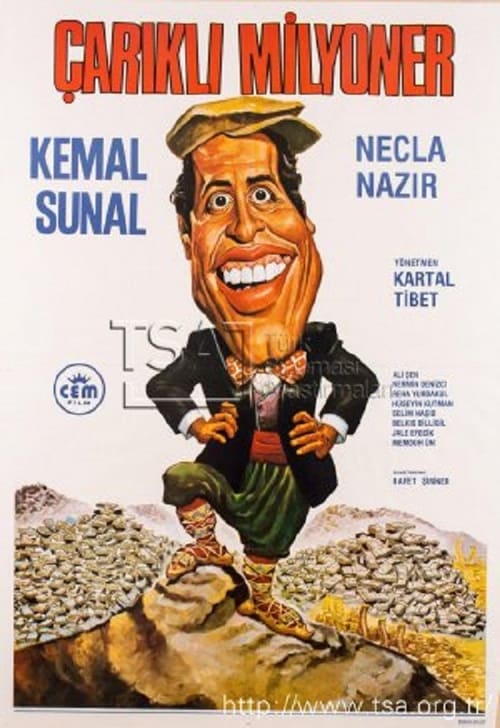 ÇARIKLI MİLYONER
KEMAL
SUNAL
NECLA
NAZIR
YÖNETMEN
KARTAL
TİBET
TSA
CEM
FİLM
ALİ ŞEN
NERMİN DENİZCİ
REHA YURDAKUL
HÜSEYİN KUTMAN
SELİM NAŞİD
BELKIS DİLLİGİL
JALE EFECİK
MEMDUH ÜN
RAFET ŞİRİNER
http://www.tsa.org.tr/